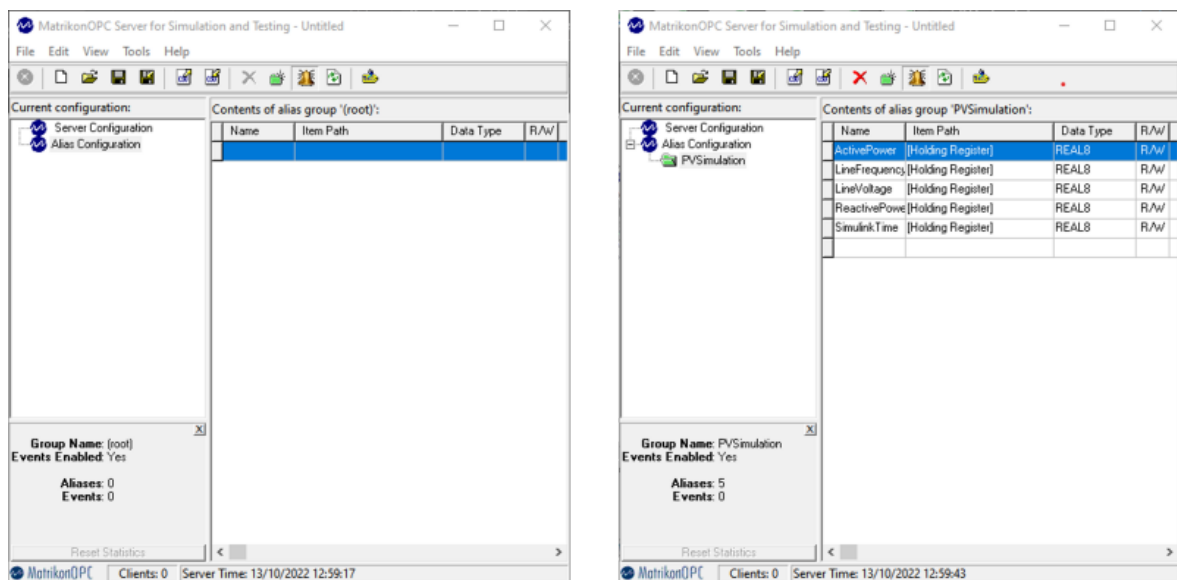 MatrikonOPC Server for Simulation and Testing - Untitled
File Edit View Tools Help
Current configuration:
Server Configuration
Alias Configuration
Contents of alias group '(root)':
Name Item Path Data Type R/W
Group Name: (root)
Events Enabled: Yes
Aliases: 0
Events: 0
Reset Statistics
MatrikonOPC Clients: 0 Server Time: 13/10/2022 12:59:17
MatrikonOPC Server for Simulation and Testing - Untitled
File Edit View Tools Help
Current configuration:
Server Configuration
Alias Configuration
PVSimulation
Contents of alias group 'PVSimulation':
Name Item Path Data Type R/W
ActivePower [Holding Register] REAL8 R/W
LineFrequency [Holding Register] REAL8 R/W
LineVoltage [Holding Register] REAL8 R/W
ReactivePowe [Holding Register] REAL8 R/W
SimulinkTime [Holding Register] REAL8 R/W
Group Name: PVSimulation
Events Enabled: Yes
Aliases: 5
Events: 0
Reset Statistics
MatrikonOPC Clients: 0 Server Time: 13/10/2022 12:59:43